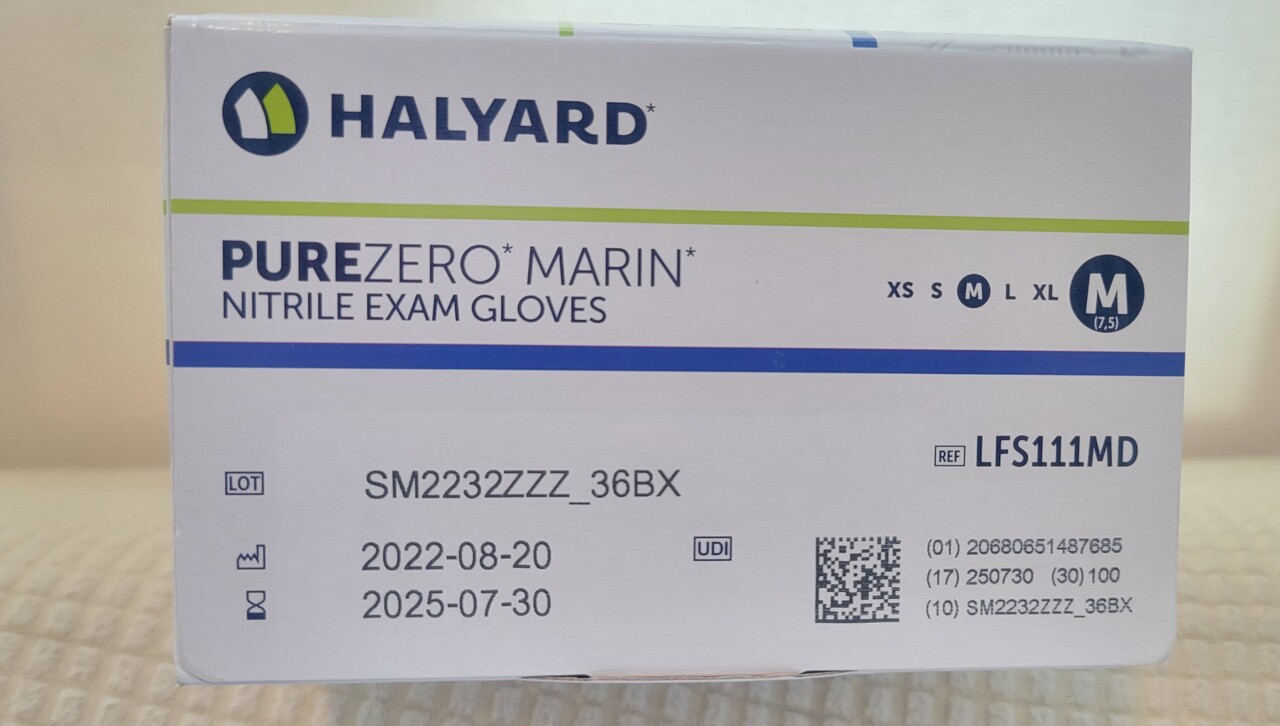 HALYARD*
PUREZERO* MARIN*
NITRILE EXAM GLOVES
XS S M L XL M
(7,5)
REF LFS111MD
LOT SM2232ZZZ_36BX
2022-08-20
2025-07-30
UDI
(01) 20680651487685
(17) 250730 (30)100
(10) SM2232ZZZ_36BX